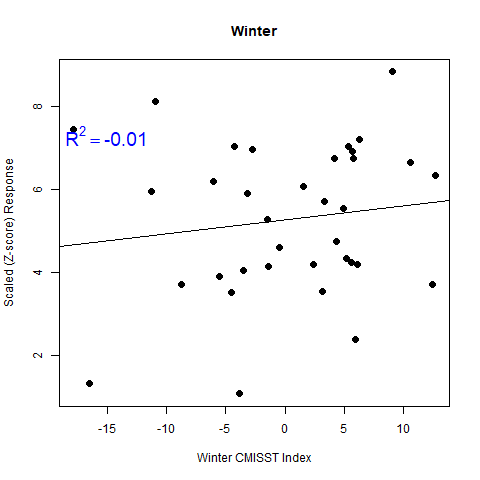 Winter
R² = -0.01
Scaled (Z-score) Response
8
6
4
2
-15 -10 -5 0 5 10
Winter CMISST Index